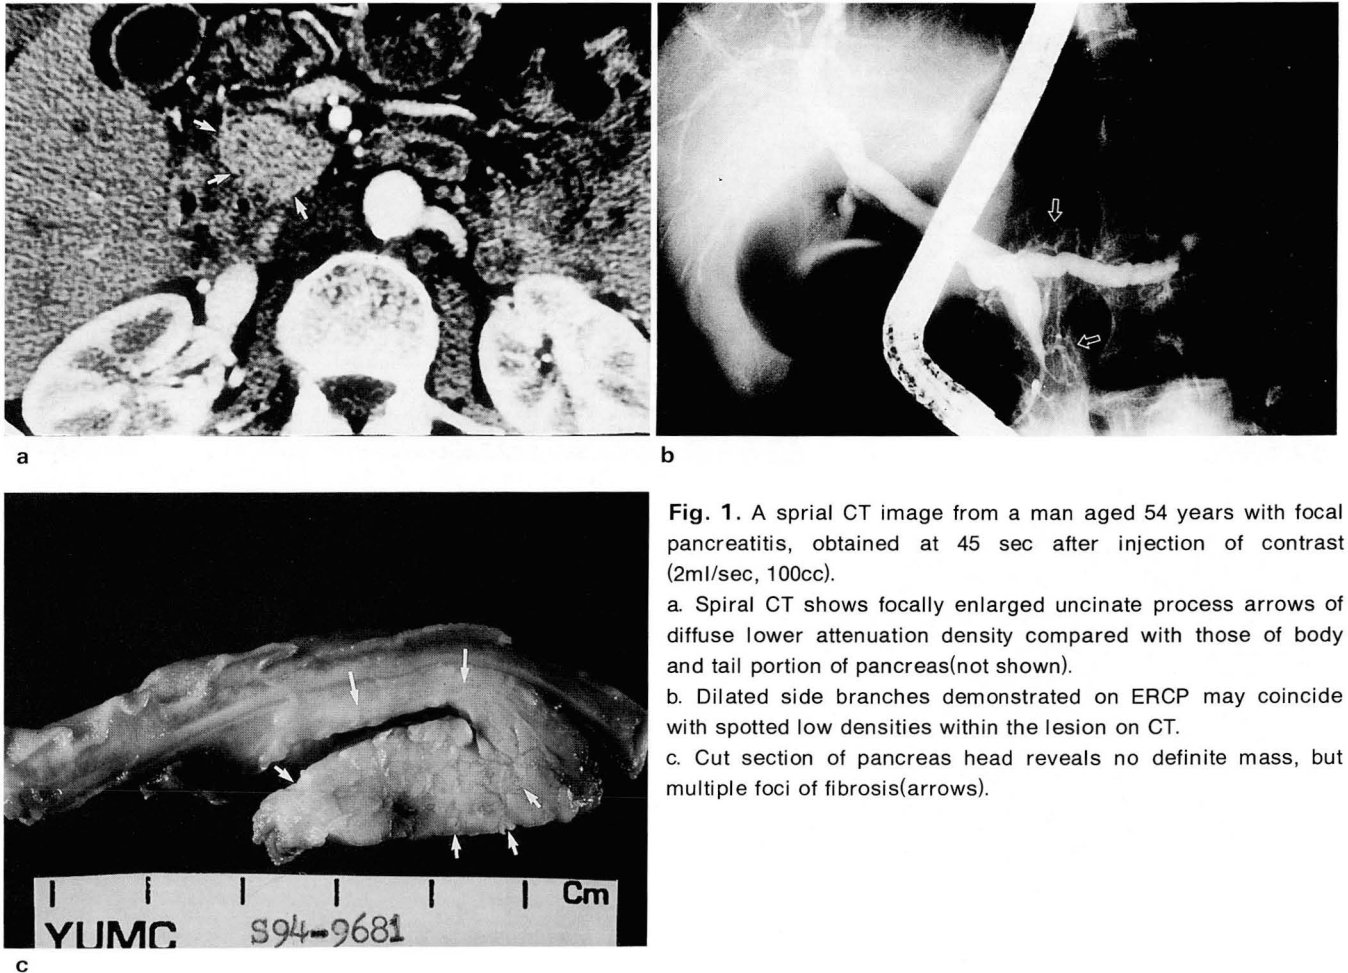 a
b
Fig. 1. A sprial CT image from a man aged 54 years with focal
pancreatitis, obtained at 45 sec after injection of contrast
(2ml/sec, 100cc).
a. Spiral CT shows focally enlarged uncinate process arrows of
diffuse lower attenuation density compared with those of body
and tail portion of pancreas(not shown).
b. Dilated side branches demonstrated on ERCP may coincide
with spotted low densities within the lesion on CT.
c. Cut section of pancreas head reveals no definite mass, but
multiple foci of fibrosis(arrows).
Cm
YUMC S94-9681
c